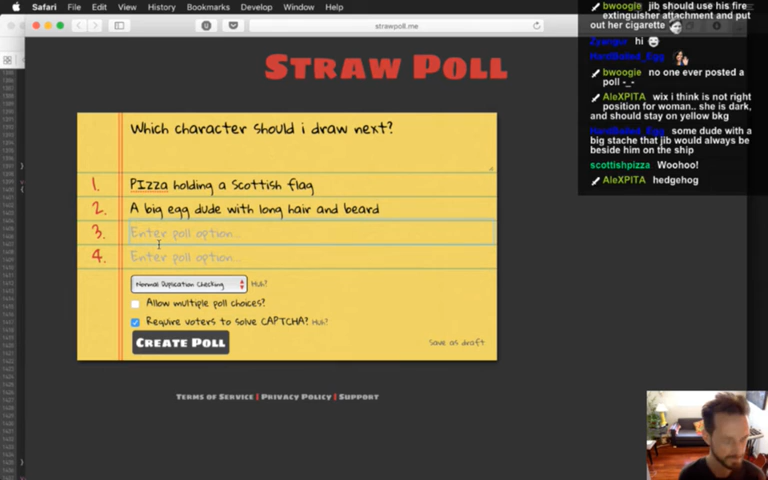 Safari File Edit View History Bookmarks Develop Window Help
strawpoll.me
STRAW POLL
Which character should i draw next?
1. PIzza holding a Scottish flag
2. A big egg dude with long hair and beard
3. Enter poll option...
4. Enter poll option...
Normal Duplication Checking Huh?
Allow multiple poll choices?
Require voters to solve CAPTCHA? Huh?
CREATE POLL
Save as draft
TERMS OF SERVICE | PRIVACY POLICY | SUPPORT
bwoogie jib should use his fire
extinguisher attachment and put
out her cigarette
hi
HardBoiled_Egg
bwoogie no one ever posted a
poll -_-
AleXPITA wix i think is not right
position for woman.. she is dark,
and should stay on yellow bkg
HardBoiled_Egg some dude with
a big stache that jib would always be
beside him on the ship
scottishpizza Woohoo!
AleXPITA hedgehog